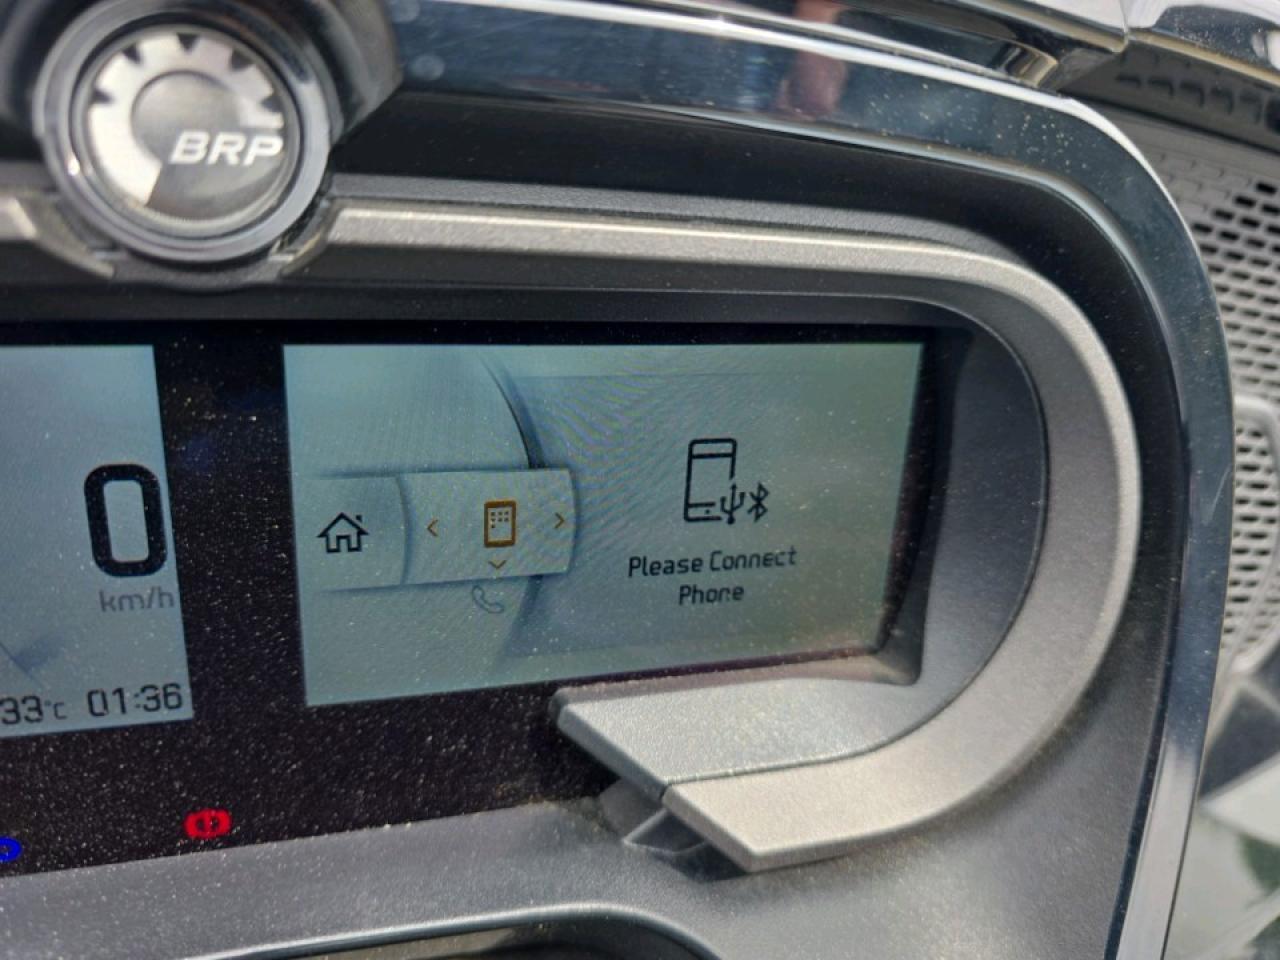 BRP
0
km/h
33°C 01:36
Please Connect
Phone